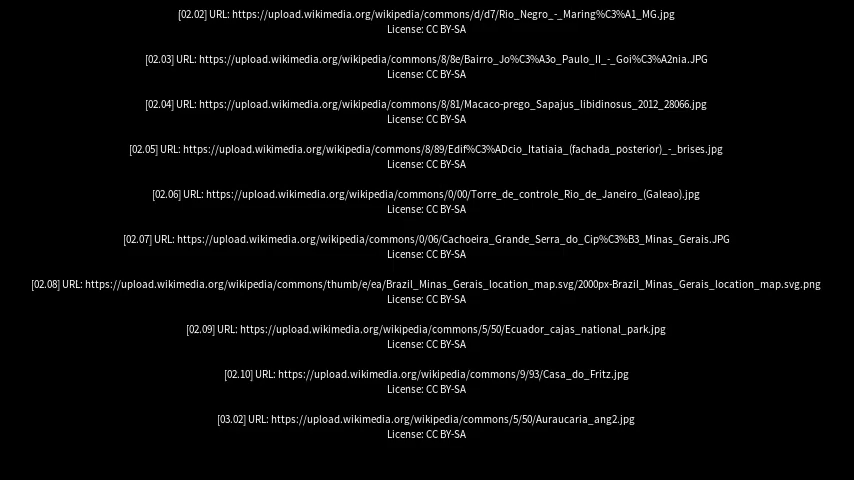 [02.02] URL: https://upload.wikimedia.org/wikipedia/commons/d/d7/Rio_Negro_-_Maring%C3%A1_MG.jpg
License: CC BY-SA
[02.03] URL: https://upload.wikimedia.org/wikipedia/commons/8/8e/Bairro_Jo%C3%A3o_Paulo_II_-_Goi%C3%A2nia.JPG
License: CC BY-SA
[02.04] URL: https://upload.wikimedia.org/wikipedia/commons/8/81/Macaco-prego_Sapajus_libidinosus_2012_28066.jpg
License: CC BY-SA
[02.05] URL: https://upload.wikimedia.org/wikipedia/commons/8/89/Edif%C3%ADcio_Itatiaia_(fachada_posterior)_-_brises.jpg
License: CC BY-SA
[02.06] URL: https://upload.wikimedia.org/wikipedia/commons/0/00/Torre_de_controle_Rio_de_Janeiro_(Galeao).jpg
License: CC BY-SA
[02.07] URL: https://upload.wikimedia.org/wikipedia/commons/0/06/Cachoeira_Grande_Serra_do_Cip%C3%B3_Minas_Gerais.JPG
License: CC BY-SA
[02.08] URL: https://upload.wikimedia.org/wikipedia/commons/thumb/e/ea/Brazil_Minas_Gerais_location_map.svg/2000px-Brazil_Minas_Gerais_location_map.svg.png
License: CC BY-SA
[02.09] URL: https://upload.wikimedia.org/wikipedia/commons/5/50/Ecuador_cajas_national_park.jpg
License: CC BY-SA
[02.10] URL: https://upload.wikimedia.org/wikipedia/commons/9/93/Casa_do_Fritz.jpg
License: CC BY-SA
[03.02] URL: https://upload.wikimedia.org/wikipedia/commons/5/50/Auraucaria_ang2.jpg
License: CC BY-SA